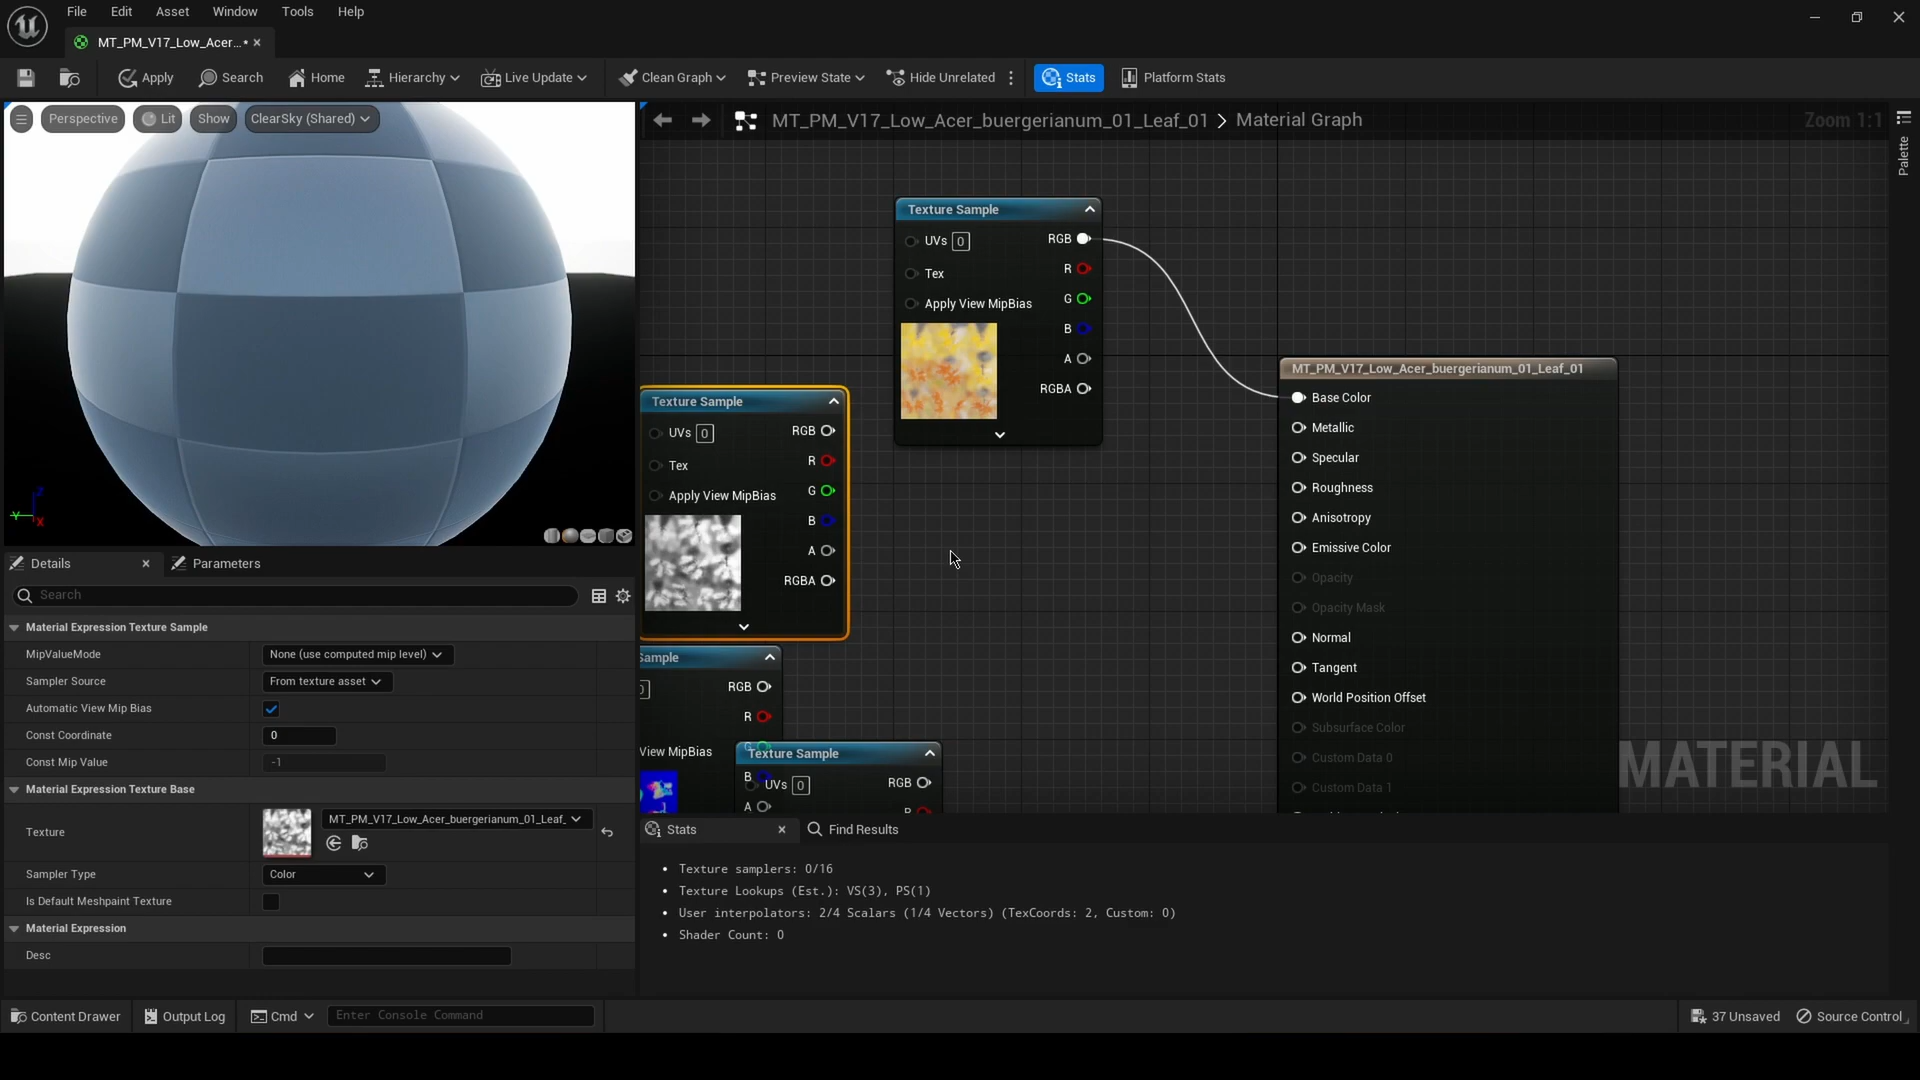 File Edit Asset Window Tools Help
MT_PM_V17_Low_Acer...•
Apply Search Home Hierarchy Live Update Clean Graph Preview State Hide Unrelated Stats Platform Stats
Perspective Lit Show ClearSky (Shared)
MT_PM_V17_Low_Acer_buergerianum_01_Leaf_01 > Material Graph
Zoom 1:1
Palette
Texture Sample
UVs 0 RGB
R
Tex
G
Apply View MipBias
B
A
RGBA
Texture Sample
UVs 0 RGB
R
Tex
G
Apply View MipBias
B
A
RGBA
Sample
RGB
R
G
View MipBias
B
A
Texture Sample
UVs 0 RGB
R
MT_PM_V17_Low_Acer_buergerianum_01_Leaf_01
Base Color
Metallic
Specular
Roughness
Anisotropy
Emissive Color
Opacity
Opacity Mask
Normal
Tangent
World Position Offset
Subsurface Color
Custom Data 0
Custom Data 1
MATERIAL
Z
Y
X
Details Parameters
Search
Material Expression Texture Sample
MipValueMode None (use computed mip level)
Sampler Source From texture asset
Automatic View Mip Bias
Const Coordinate 0
Const Mip Value -1
Material Expression Texture Base
Texture MT_PM_V17_Low_Acer_buergerianum_01_Leaf_
Sampler Type Color
Is Default Meshpaint Texture
Material Expression
Desc
Stats Find Results
• Texture samplers: 0/16
• Texture Lookups (Est.): VS(3), PS(1)
• User interpolators: 2/4 Scalars (1/4 Vectors) (TexCoords: 2, Custom: 0)
• Shader Count: 0
Content Drawer Output Log Cmd Enter Console Command 37 Unsaved Source Control